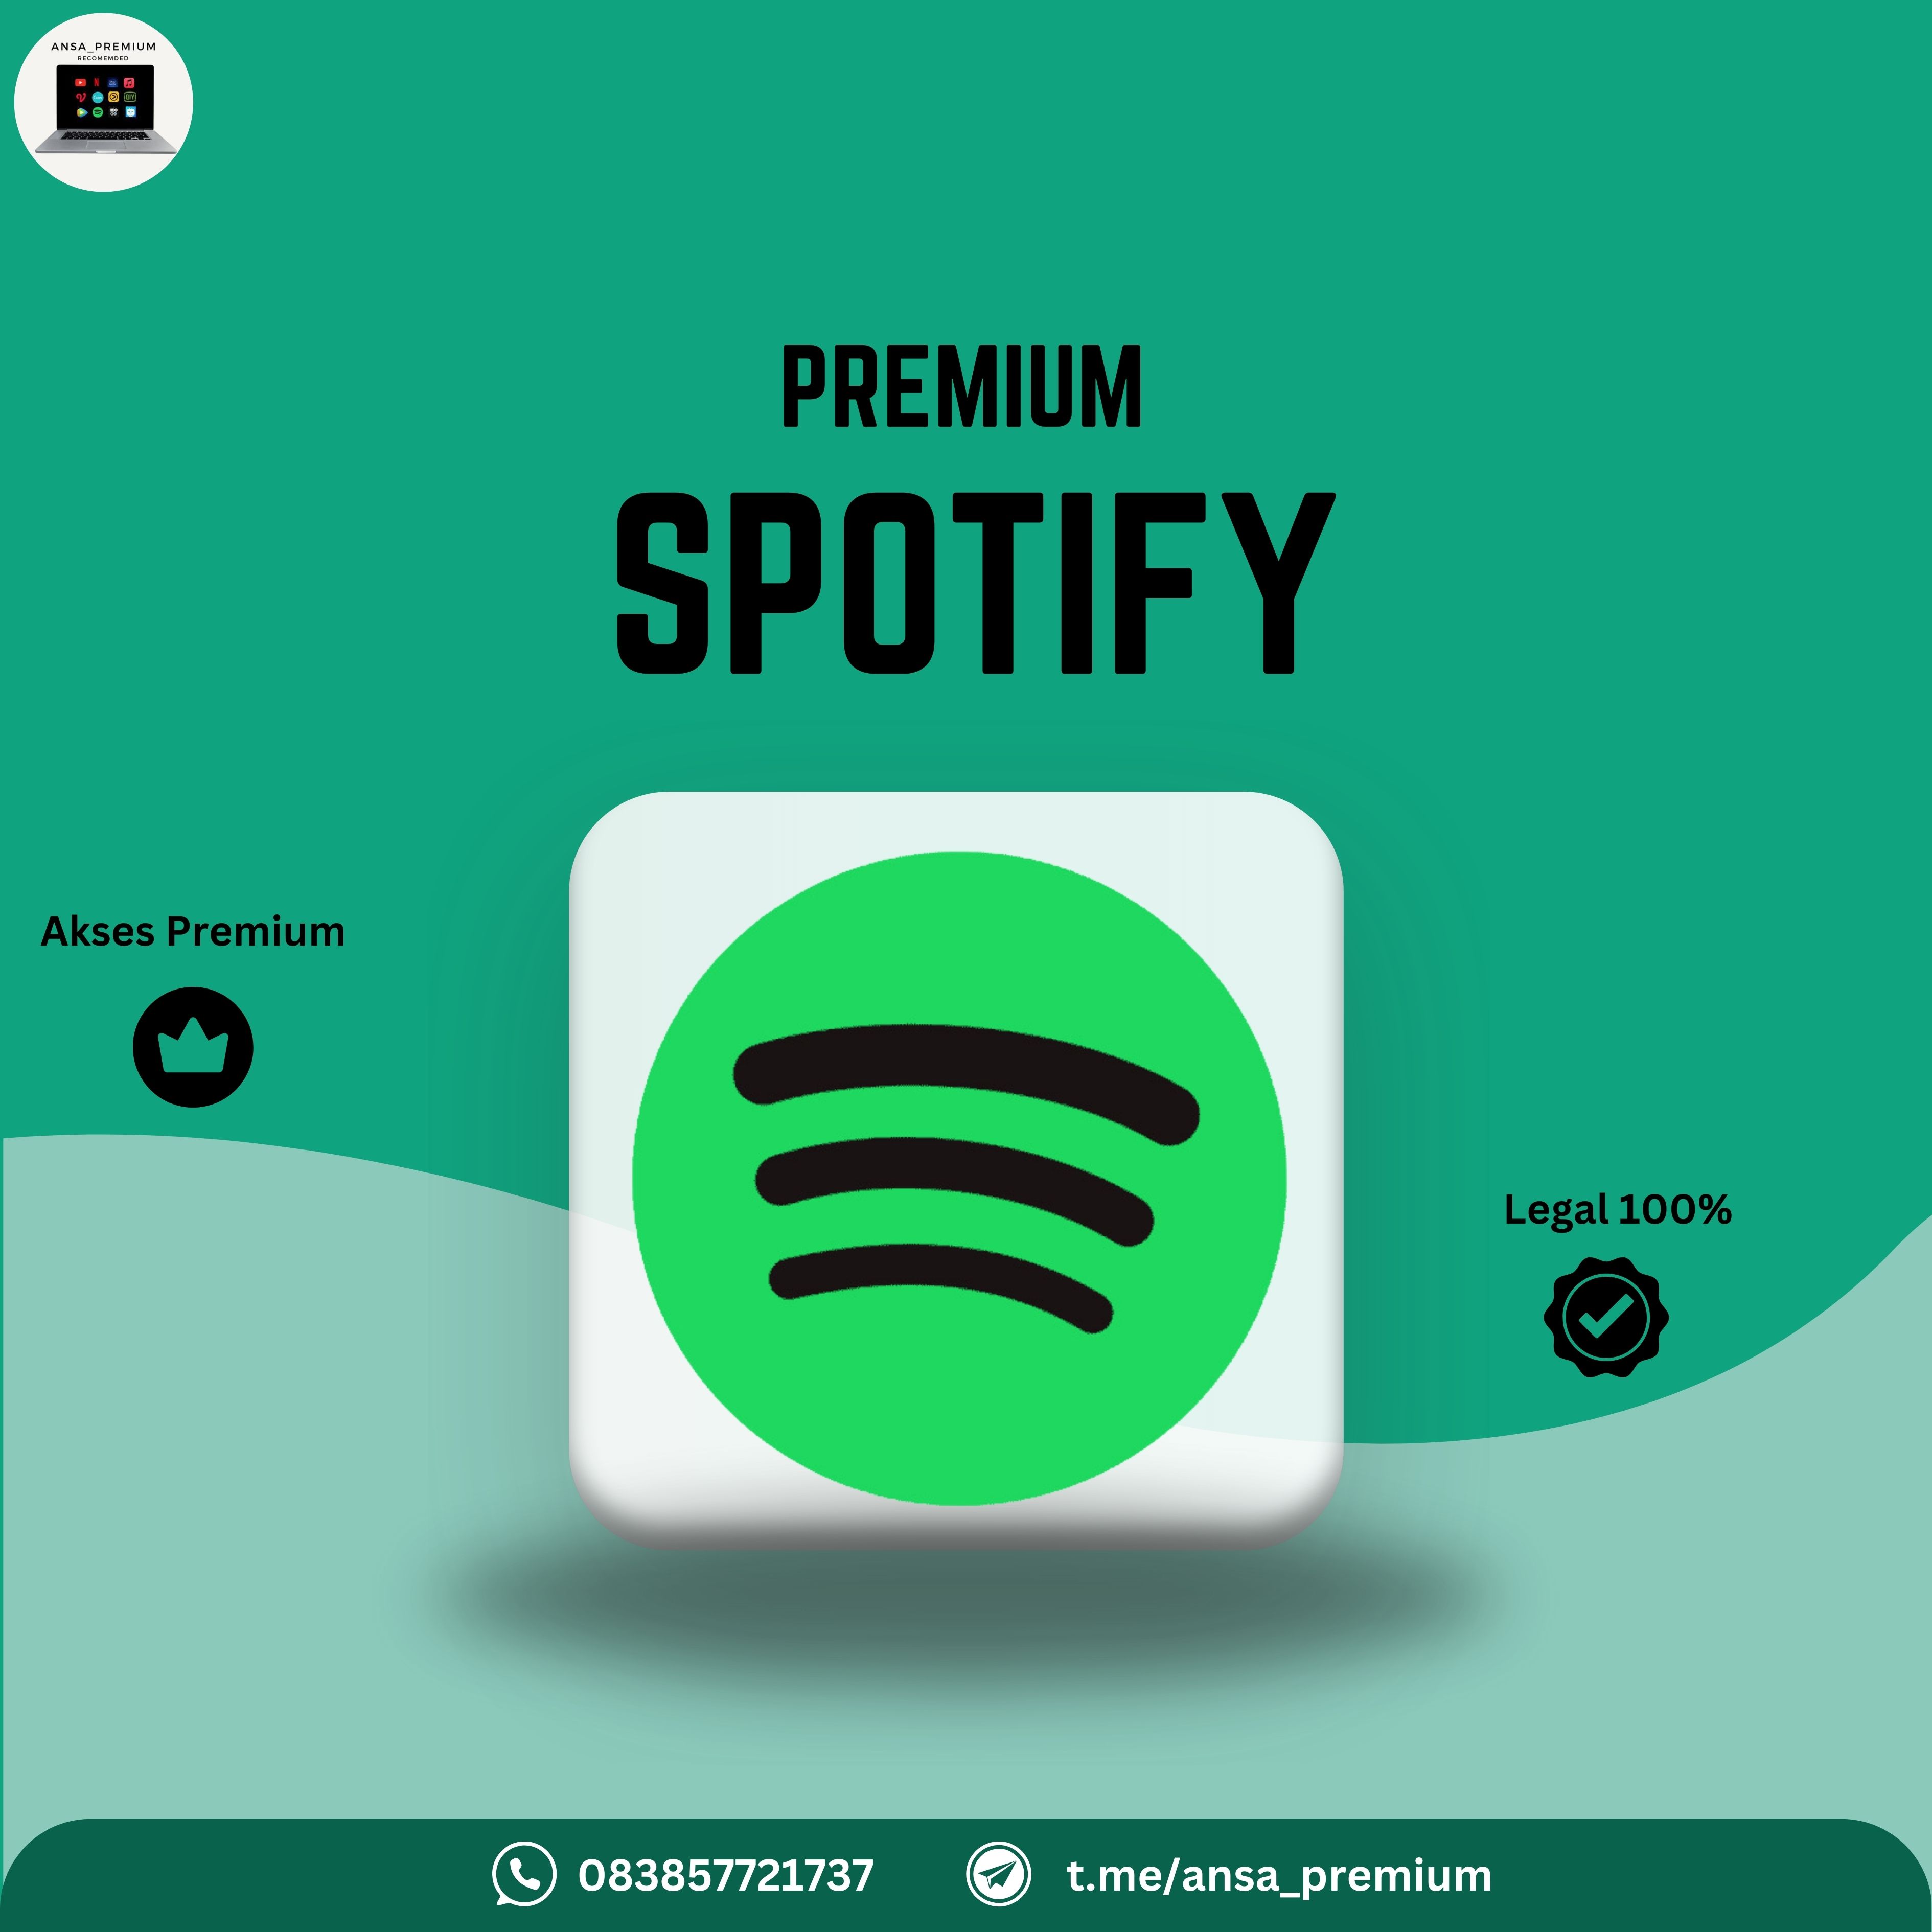 ANSA_PREMIUM
RECOMEMDED
PREMIUM
SPOTIFY
Akses Premium
Legal 100%
083857721737
t.me/ansa_premium